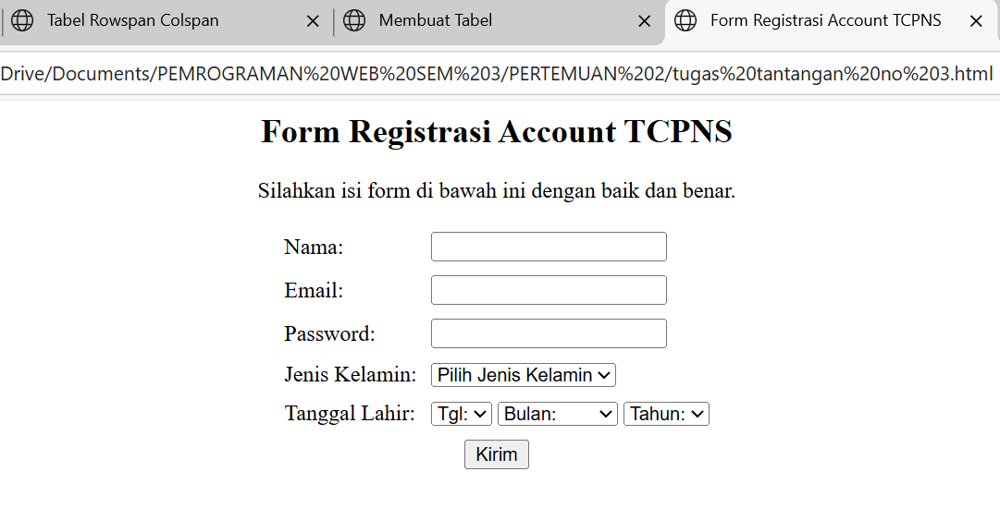 Tabel Rowspan Colspan
Membuat Tabel
Form Registrasi Account TCPNS
Drive/Documents/PEMROGRAMAN%20WEB%20SEM%203/PERTEMUAN%202/tugas%20tantangan%20no%203.html
Form Registrasi Account TCPNS
Silahkan isi form di bawah ini dengan baik dan benar.
Nama:
Email:
Password:
Jenis Kelamin: Pilih Jenis Kelamin
Tanggal Lahir: Tgl: Bulan: Tahun:
Kirim